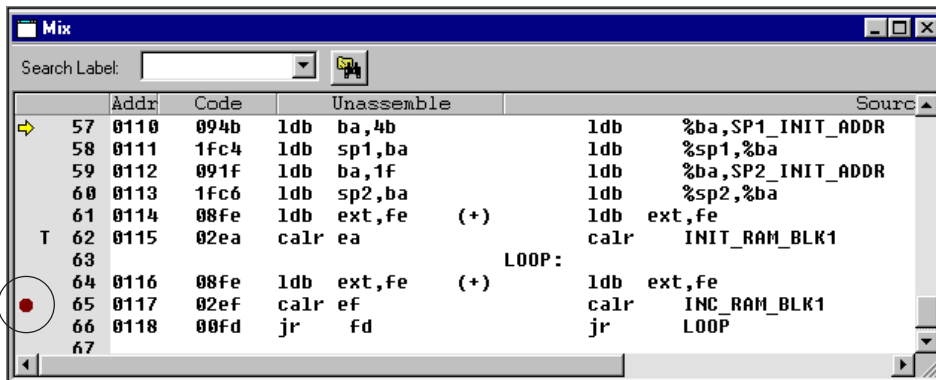 Mix
Search Label:
Addr Code Unassemble Sourc
57 0110 094b ldb ba,4b ldb %ba,SP1_INIT_ADDR
58 0111 1fc4 ldb sp1,ba ldb %sp1,%ba
59 0112 091f ldb ba,1f ldb %ba,SP2_INIT_ADDR
60 0113 1fc6 ldb sp2,ba ldb %sp2,%ba
61 0114 08fe ldb ext,fe (+) ldb ext,fe
T 62 0115 02ea calr ea calr INIT_RAM_BLK1
63 LOOP:
64 0116 08fe ldb ext,fe (+) ldb ext,fe
65 0117 02ef calr ef calr INC_RAM_BLK1
66 0118 00fd jr fd jr LOOP
67